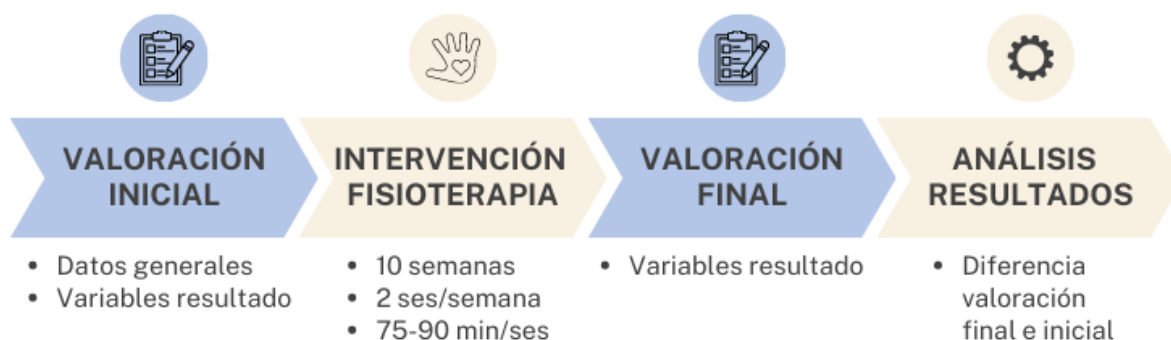 VALORACIÓN
INICIAL
• Datos generales
• Variables resultado
INTERVENCIÓN
FISIOTERAPIA
• 10 semanas
• 2 ses/semana
• 75-90 min/ses
VALORACIÓN
FINAL
• Variables resultado
ANÁLISIS
RESULTADOS
• Diferencia
valoración
final e inicial